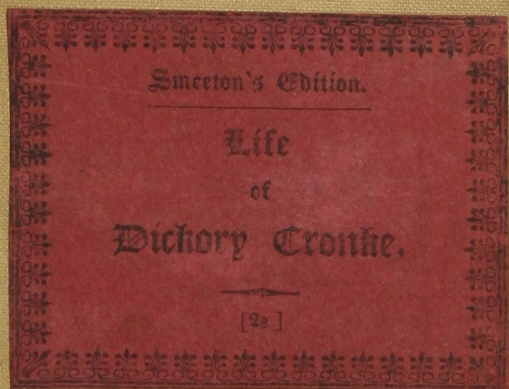 Smeeton's Edition.
Life
of
Dickory Cronke.
[2s]